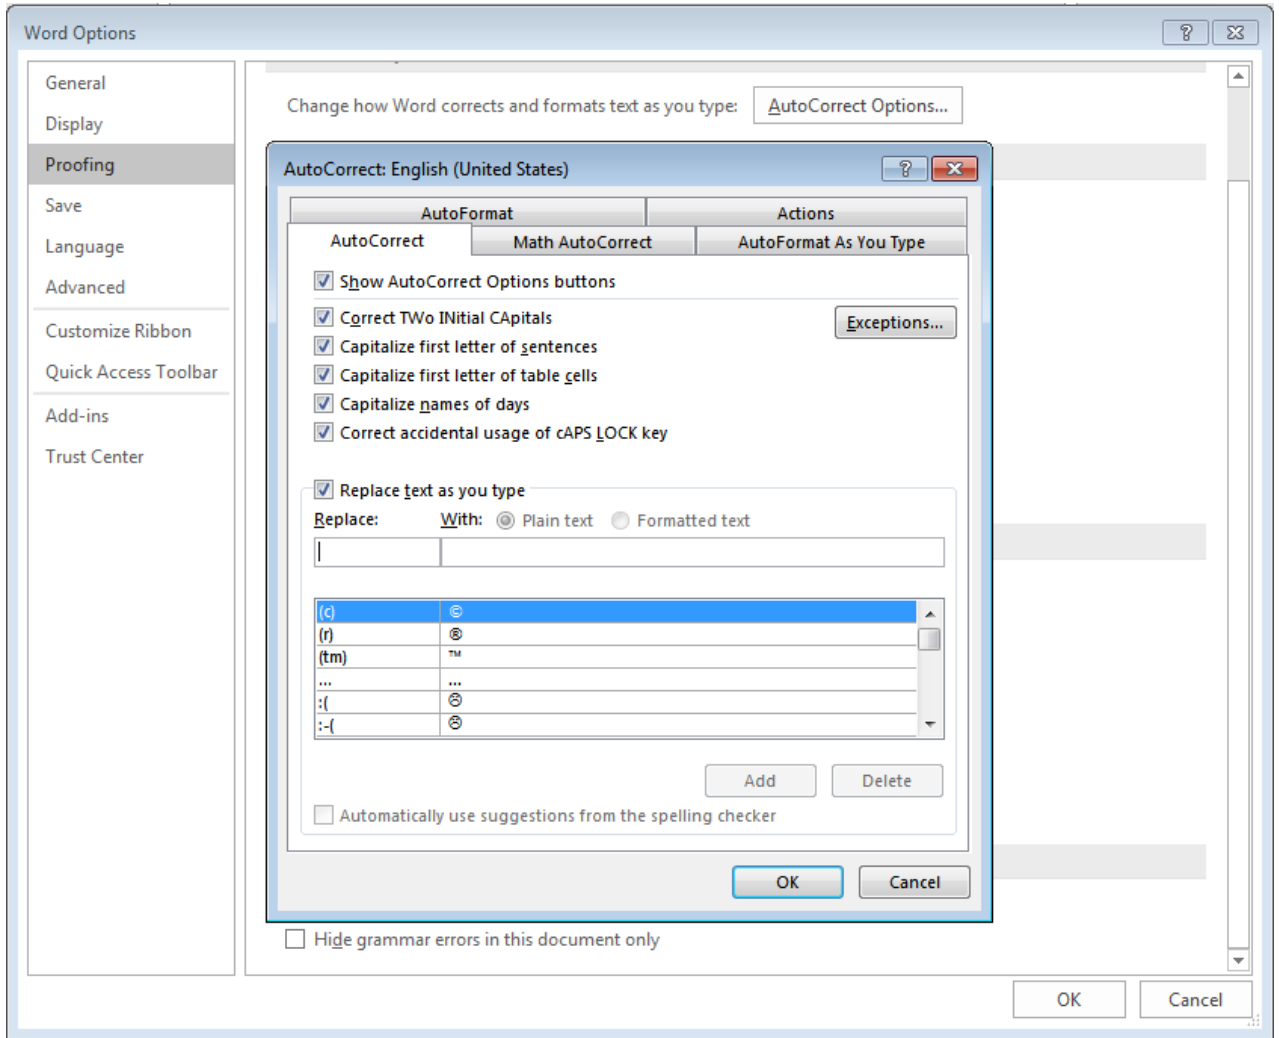 Word Options
General
Display
Proofing
Save
Language
Advanced
Customize Ribbon
Quick Access Toolbar
Add-ins
Trust Center
Change how Word corrects and formats text as you type: AutoCorrect Options...
AutoCorrect: English (United States)
AutoFormat Actions
AutoCorrect Math AutoCorrect AutoFormat As You Type
Show AutoCorrect Options buttons
Correct TWo INitial CApitals
Exceptions...
Capitalize first letter of sentences
Capitalize first letter of table cells
Capitalize names of days
Correct accidental usage of cAPS LOCK key
Replace text as you type
Replace: With: Plain text Formatted text
(c) ©
(r) ®
(tm) ™
... ...
:( ☹
:-( ☹
Add Delete
Automatically use suggestions from the spelling checker
OK Cancel
Hide grammar errors in this document only
OK Cancel